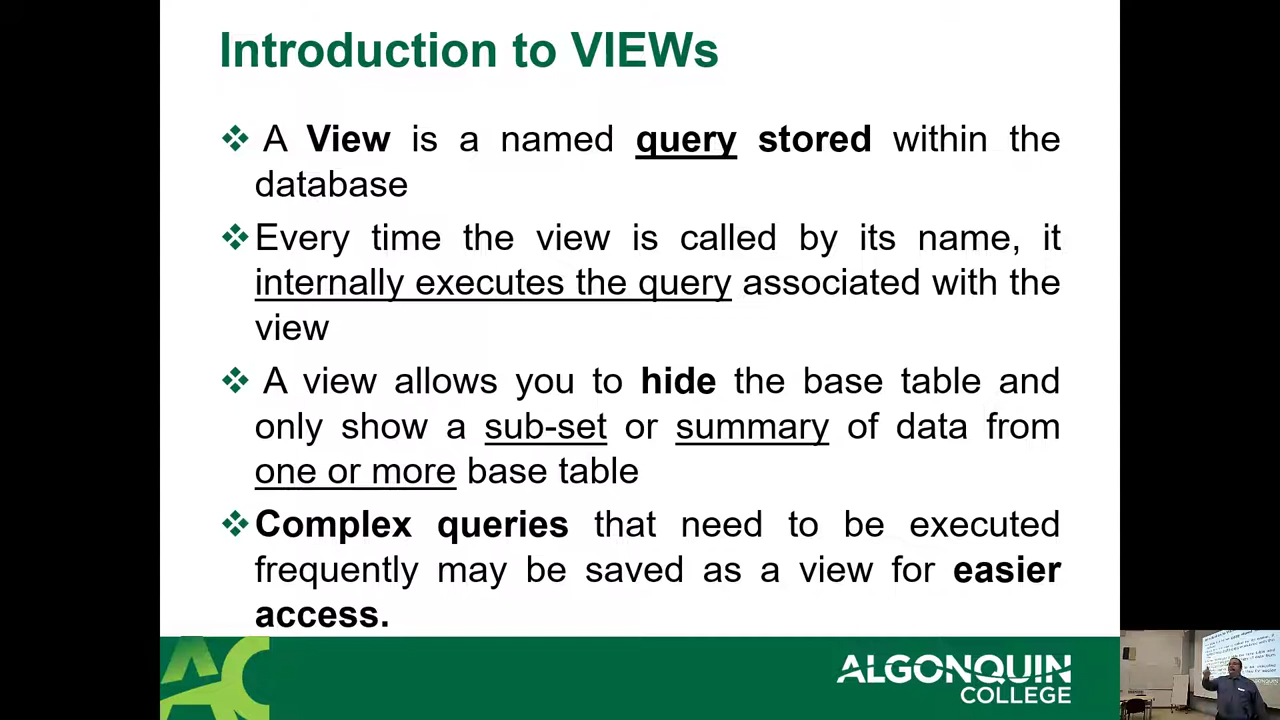 Introduction to VIEWs
❖ A View is a named query stored within the
database
❖ Every time the view is called by its name, it
internally executes the query associated with the
view
❖ A view allows you to hide the base table and
only show a sub-set or summary of data from
one or more base table
❖ Complex queries that need to be executed
frequently may be saved as a view for easier
access.
AC
ALGONQUIN
COLLEGE